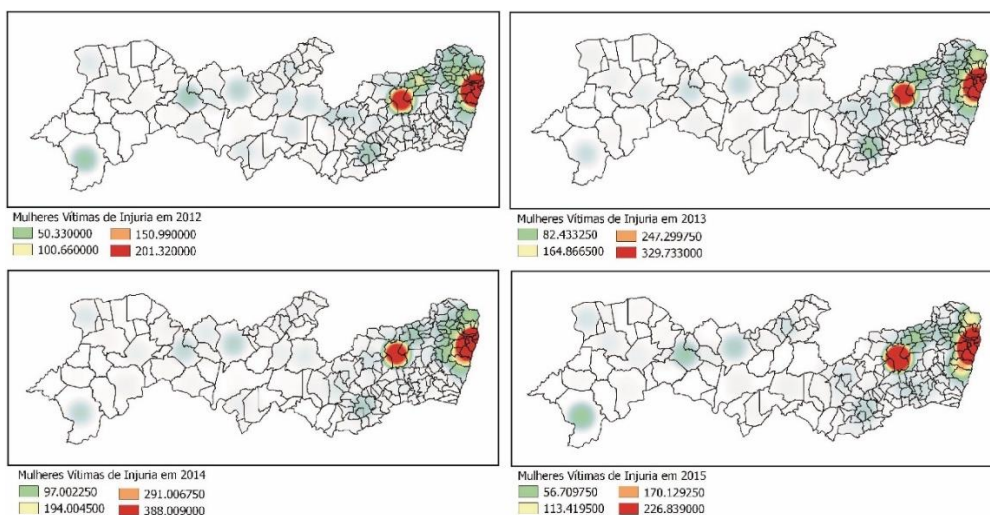 Mulheres Vítimas de Injuria em 2012
50.330000 150.990000
100.660000 201.320000
Mulheres Vítimas de Injuria em 2013
82.433250 247.299750
164.866500 329.733000
Mulheres Vítimas de Injuria em 2014
97.002250 291.006750
194.004500 388.009000
Mulheres Vítimas de Injuria em 2015
56.709750 170.129250
113.419500 226.839000